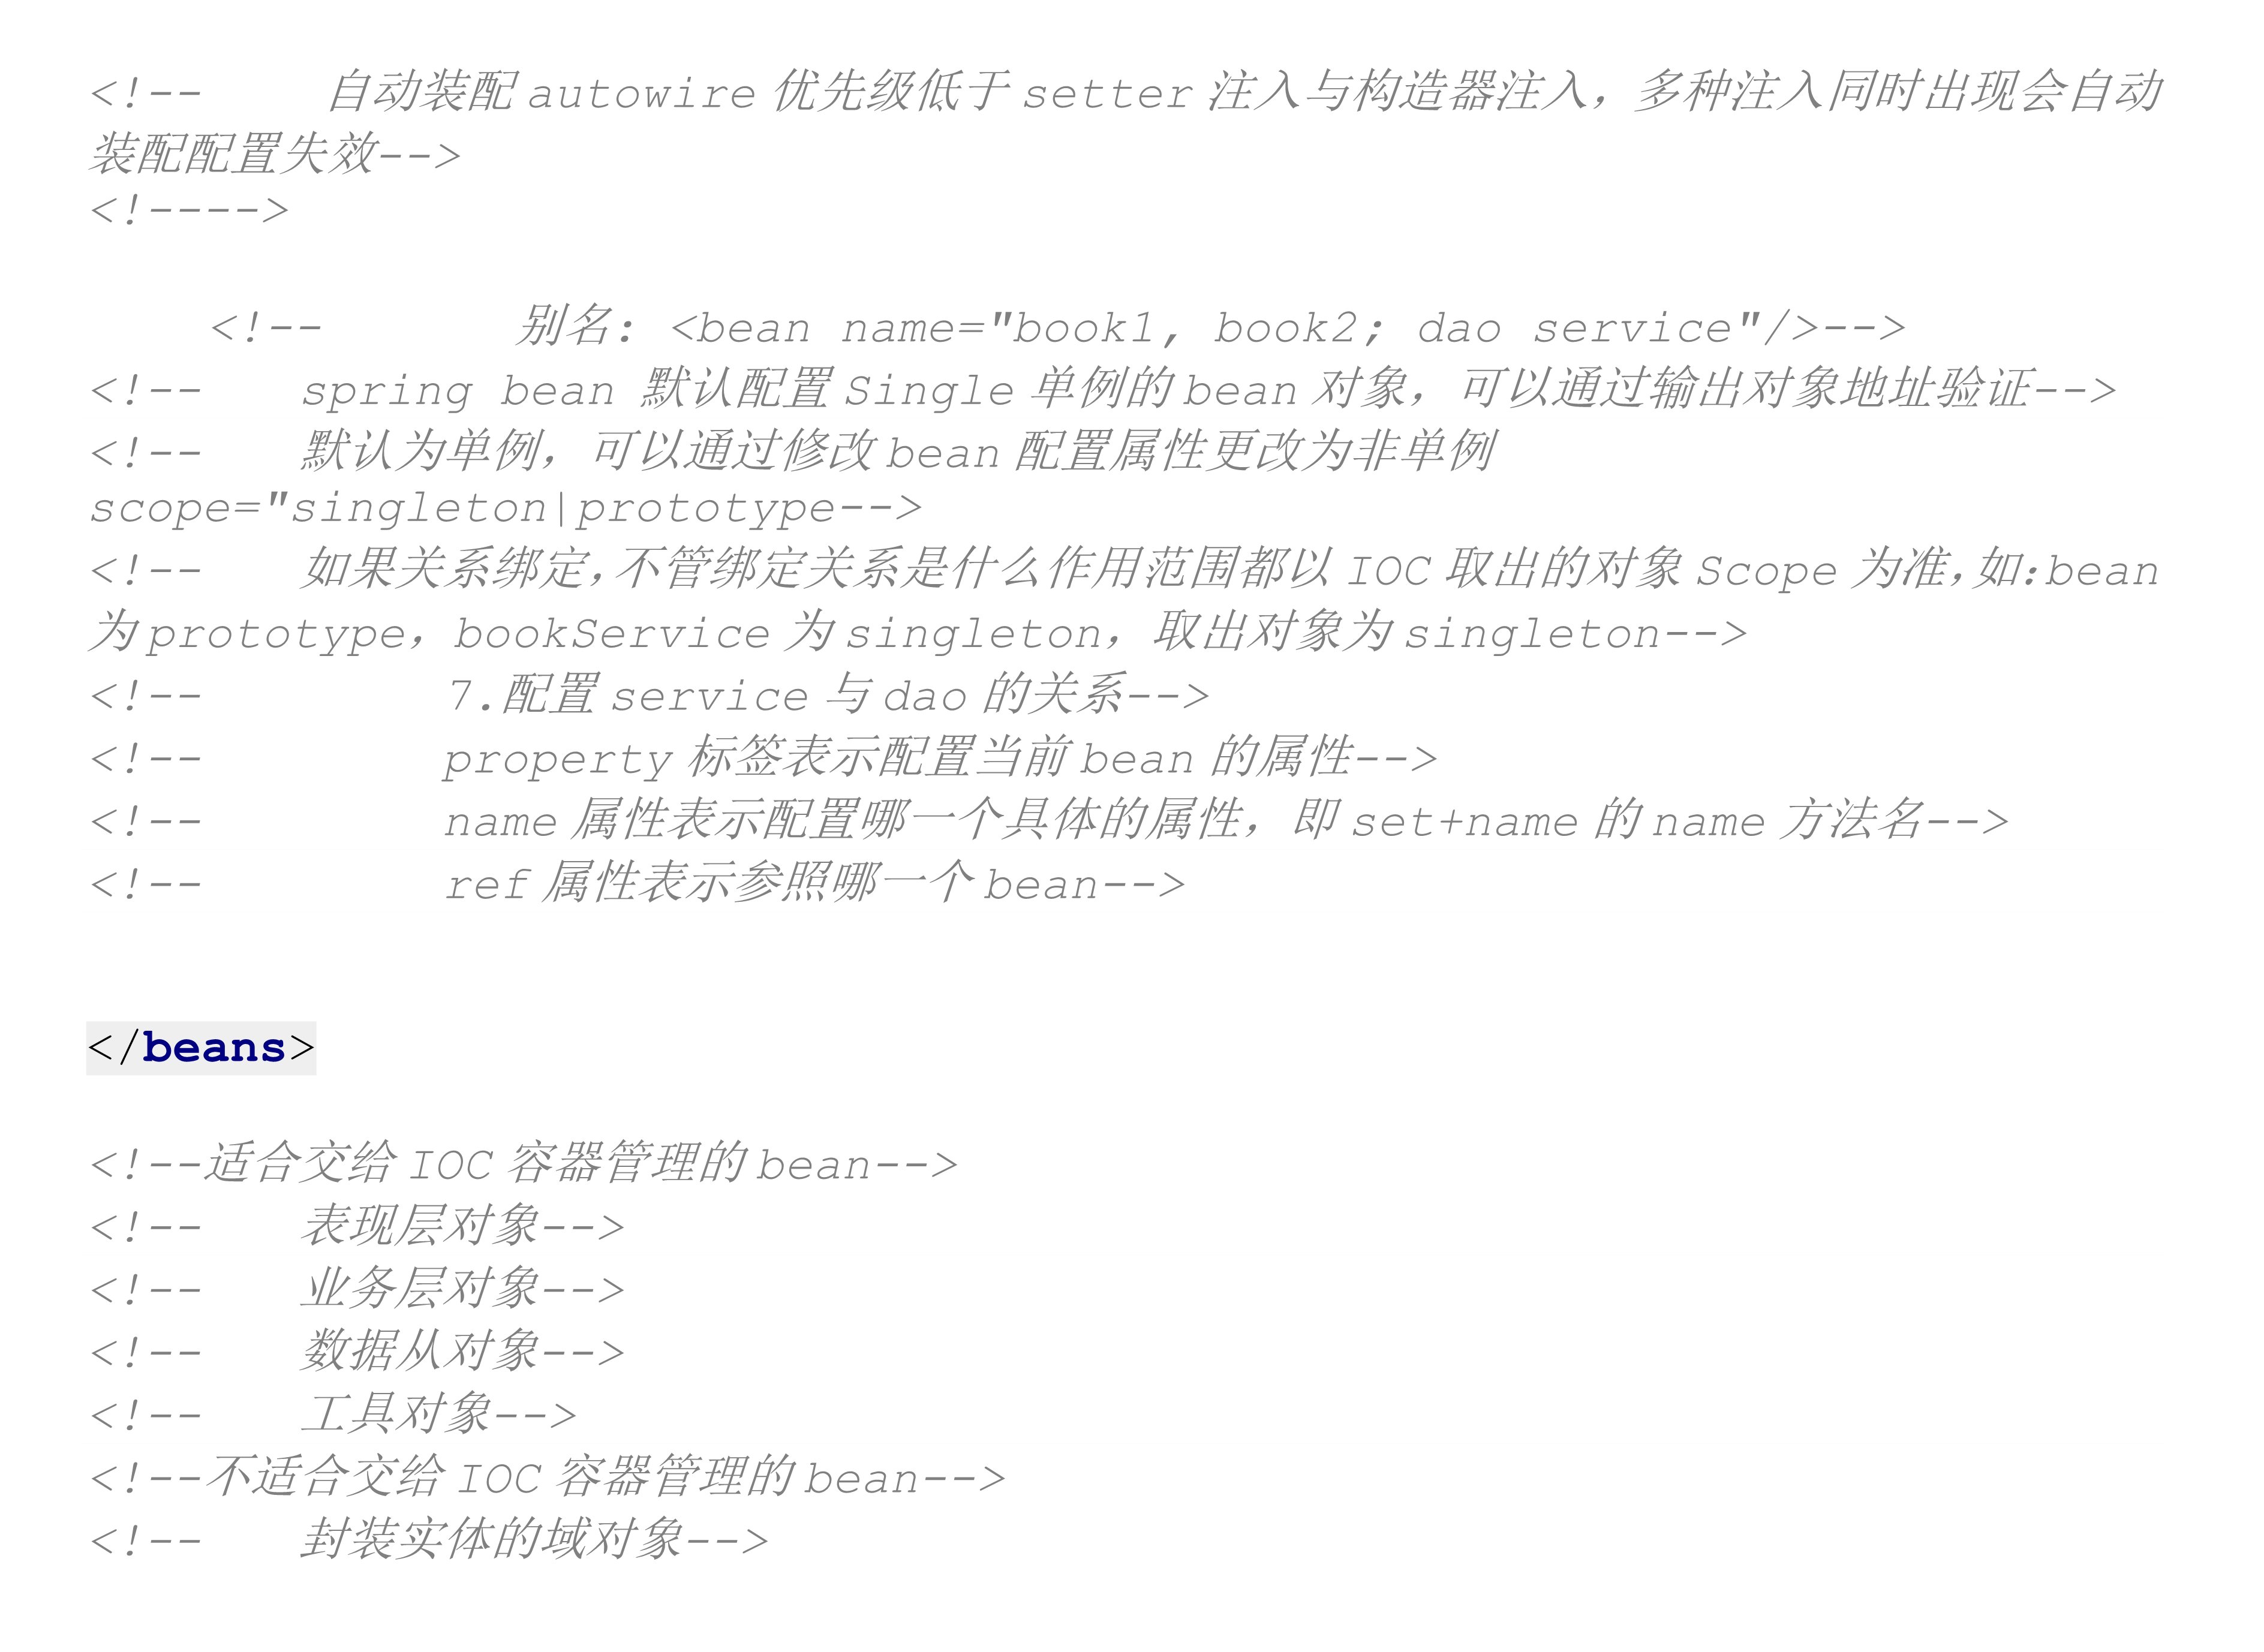 <!--    自动装配 autowire 优先级低于 setter 注入与构造器注入，多种注入同时出现会自动
装配配置失效-->
<!---->
<!--      别名：<bean name="book1, book2; dao service"/>-->
<!--   spring bean 默认配置 Single 单例的 bean 对象，可以通过输出对象地址验证-->
<!--   默认为单例，可以通过修改 bean 配置属性更改为非单例
scope="singleton|prototype-->
<!--   如果关系绑定，不管绑定关系是什么作用范围都以 IOC 取出的对象 Scope 为准，如：bean
为 prototype，bookService 为 singleton，取出对象为 singleton-->
<!--        7.配置 service 与 dao 的关系-->
<!--        property 标签表示配置当前 bean 的属性-->
<!--        name 属性表示配置哪一个具体的属性，即 set+name 的 name 方法名-->
<!--        ref 属性表示参照哪一个 bean-->
</beans>
<!--适合交给 IOC 容器管理的 bean-->
<!--   表现层对象-->
<!--   业务层对象-->
<!--   数据从对象-->
<!--   工具对象-->
<!--不适合交给 IOC 容器管理的 bean-->
<!--   封装实体的域对象-->